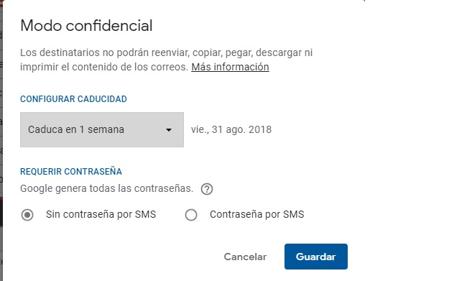 Modo confidencial
Los destinatarios no podrán reenviar, copiar, pegar, descargar ni
imprimir el contenido de los correos. Más información
CONFIGURAR CADUCIDAD
Caduca en 1 semana vie., 31 ago. 2018
REQUERIR CONTRASEÑA
Google genera todas las contraseñas. ?
Sin contraseña por SMS Contraseña por SMS
Cancelar Guardar